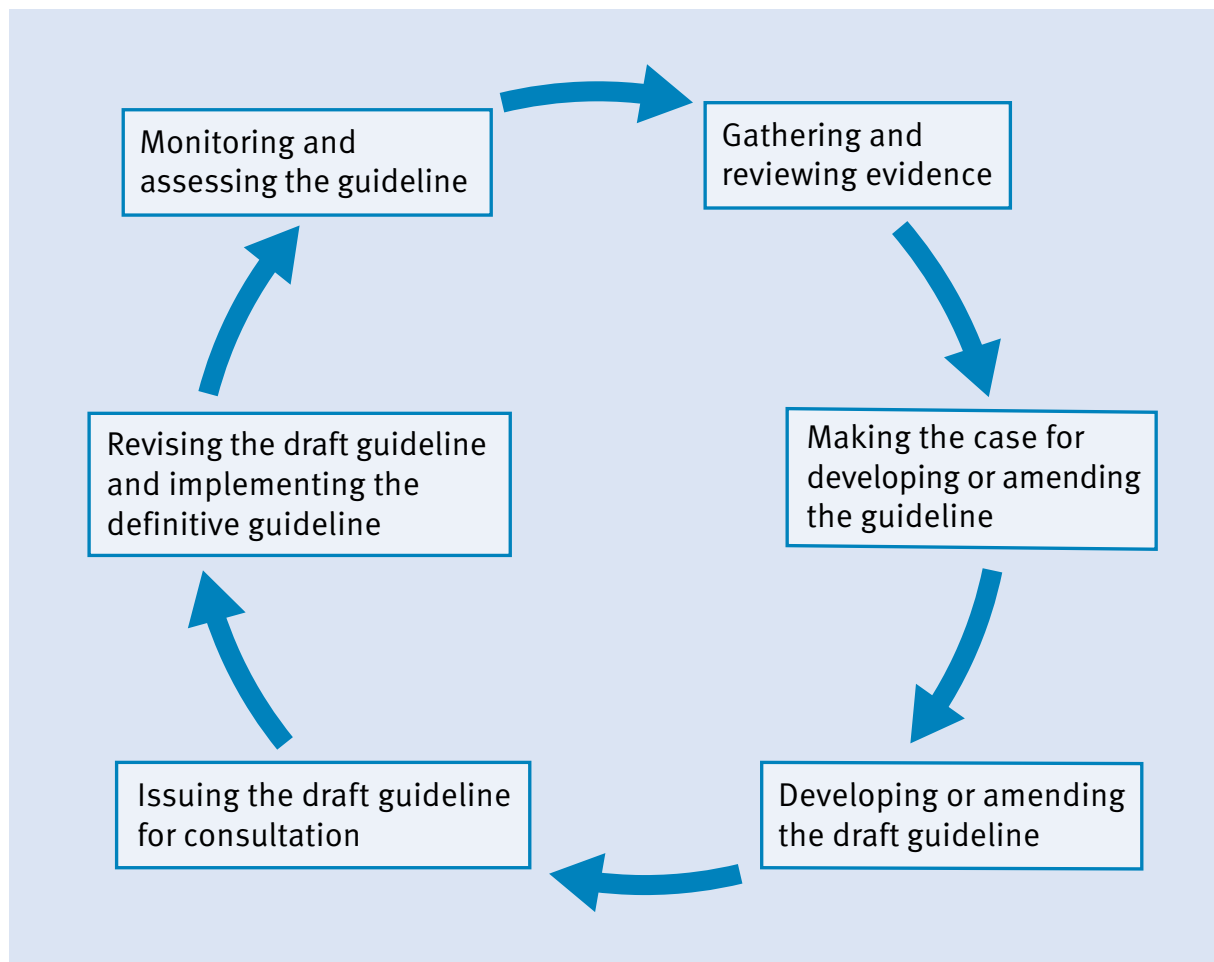 Monitoring and
assessing the guideline
Gathering and
reviewing evidence
Making the case for
developing or amending
the guideline
Developing or amending
the draft guideline
Issuing the draft guideline
for consultation
Revising the draft guideline
and implementing the
definitive guideline